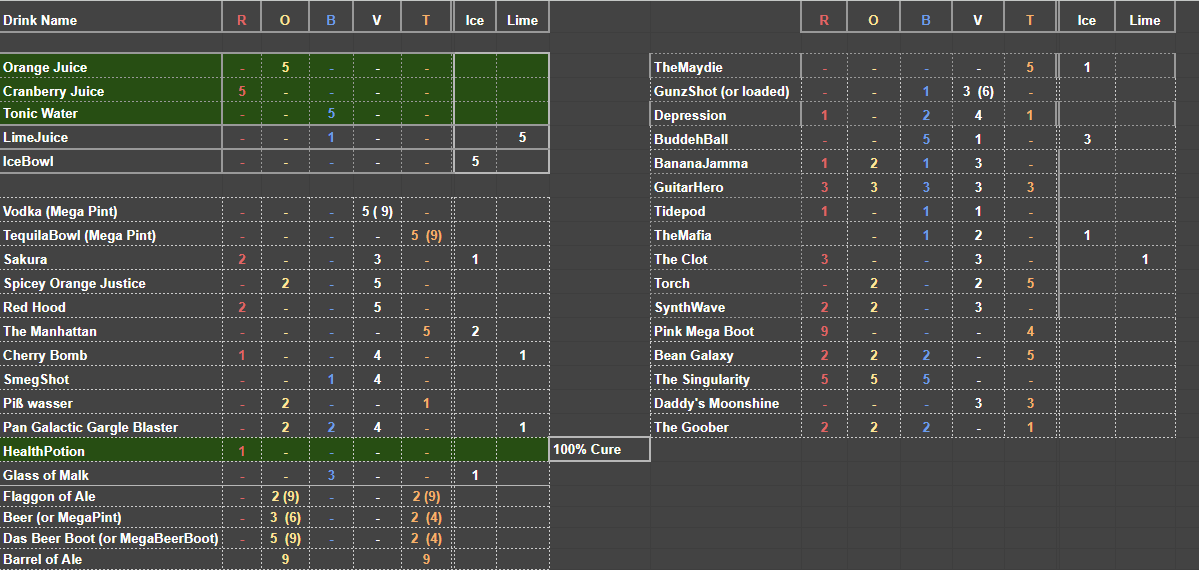 Drink Name R O B V T Ice Lime
Orange Juice - 5 - - -
Cranberry Juice 5 - - - -
Tonic Water - - 5 - -
LimeJuice - - 1 - - 5
IceBowl - - - - - 5
Vodka (Mega Pint) - - - 5 ( 9) -
TequilaBowl (Mega Pint) - - - - 5 (9)
Sakura 2 - - 3 - 1
Spicey Orange Justice - 2 - 5 -
Red Hood 2 - - 5 -
The Manhattan - - - - 5 2
Cherry Bomb 1 - - 4 - 1
SmegShot - - 1 4 -
Piß wasser - 2 - - 1
Pan Galactic Gargle Blaster - 2 2 4 - 1
HealthPotion 1 - - - - 100% Cure
Glass of Malk - - 3 - - 1
Flaggon of Ale - 2 (9) - - 2 (9)
Beer (or MegaPint) - 3 (6) - - 2 (4)
Das Beer Boot (or MegaBeerBoot) - 5 (9) - - 2 (4)
Barrel of Ale 9 9
R O B V T Ice Lime
TheMaydie - - - - 5 1
GunzShot (or loaded) - - 1 3 (6) -
Depression 1 - 2 4 1
BuddehBall - - 5 1 - 3
BananaJamma 1 2 1 3 -
GuitarHero 3 3 3 3 3
Tidepod 1 - 1 1 -
TheMafia - - 1 2 - 1
The Clot 3 - - 3 - 1
Torch - 2 - 2 5
SynthWave 2 2 - 3 -
Pink Mega Boot 9 - - - 4
Bean Galaxy 2 2 2 - 5
The Singularity 5 5 5 - -
Daddy's Moonshine - - - 3 3
The Goober 2 2 2 - 1